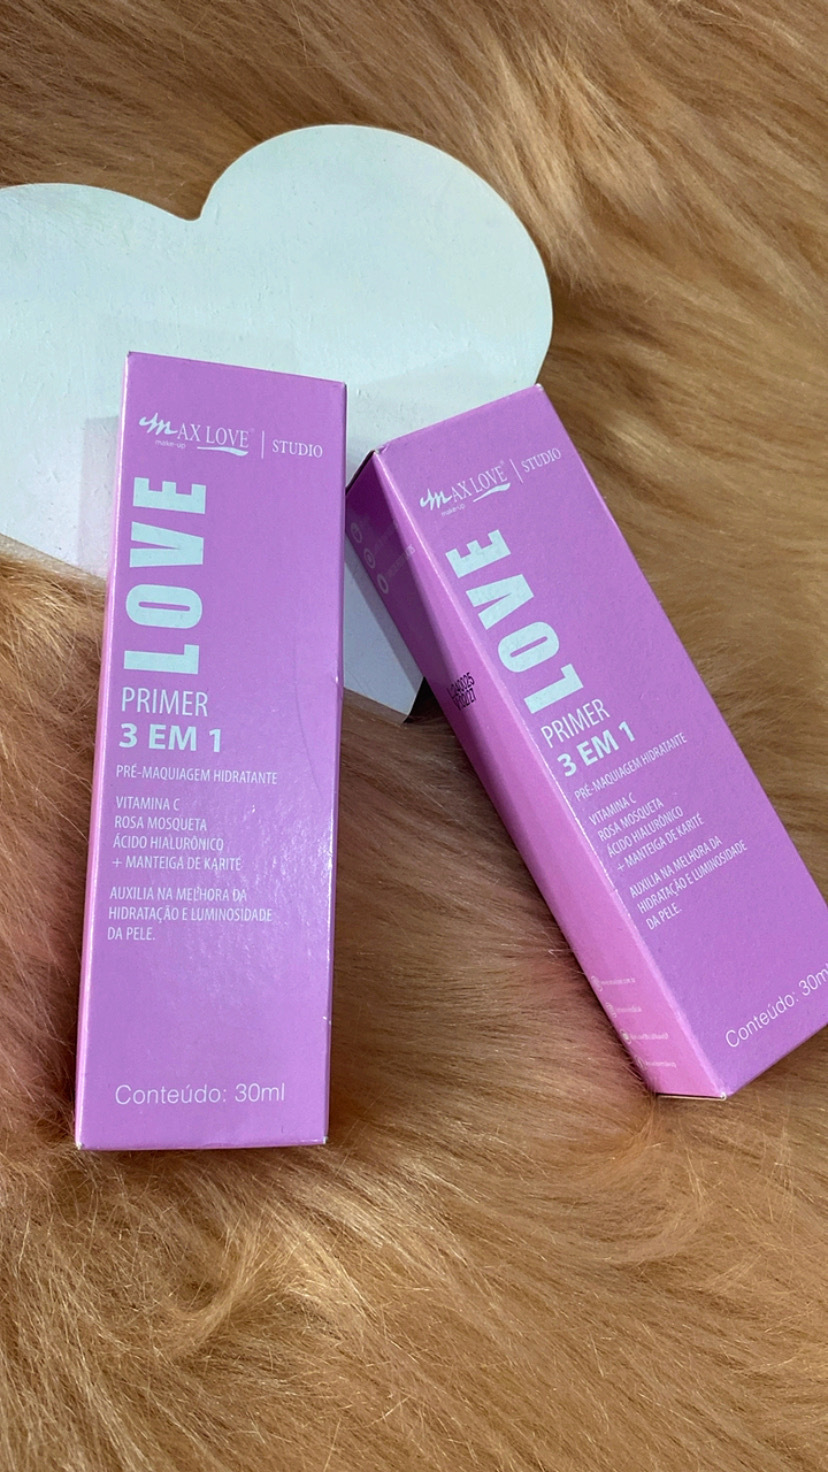 MAX LOVE | STUDIO
make-up
LOVE
PRIMER
3 EM 1
PRÉ-MAQUIAGEM HIDRATANTE
VITAMINA C
ROSA MOSQUETA
ÁCIDO HIALURÔNICO
+ MANTEIGA DE KARITÉ
AUXILIA NA MELHORA DA
HIDRATAÇÃO E LUMINOSIDADE
DA PELE.
Conteúdo: 30ml
MAX LOVE | STUDIO
make-up
LOVE
PRIMER
3 EM 1
PRÉ-MAQUIAGEM HIDRATANTE
VITAMINA C
ROSA MOSQUETA
ÁCIDO HIALURÔNICO
+ MANTEIGA DE KARITÉ
AUXILIA NA MELHORA DA
HIDRATAÇÃO E LUMINOSIDADE
DA PELE.
Conteúdo: 30ml